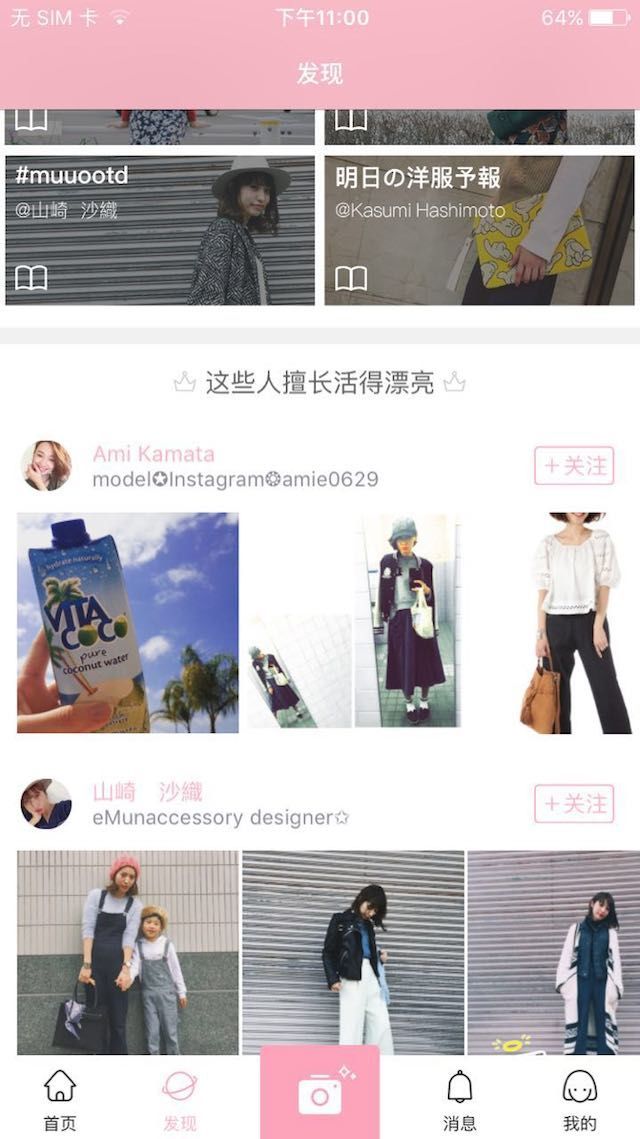 无 SIM 卡
下午11:00
64%
发现
#muuootd
@山崎 沙織
明日の洋服予報
@Kasumi Hashimoto
这些人擅长活得漂亮
Ami Kamata
model✪Instagram❂amie0629
+关注
hydrate naturally
VITA
COCO
pure
coconut water
山崎 沙織
eMunaccessory designer✩
+关注
首页
发现
消息
我的